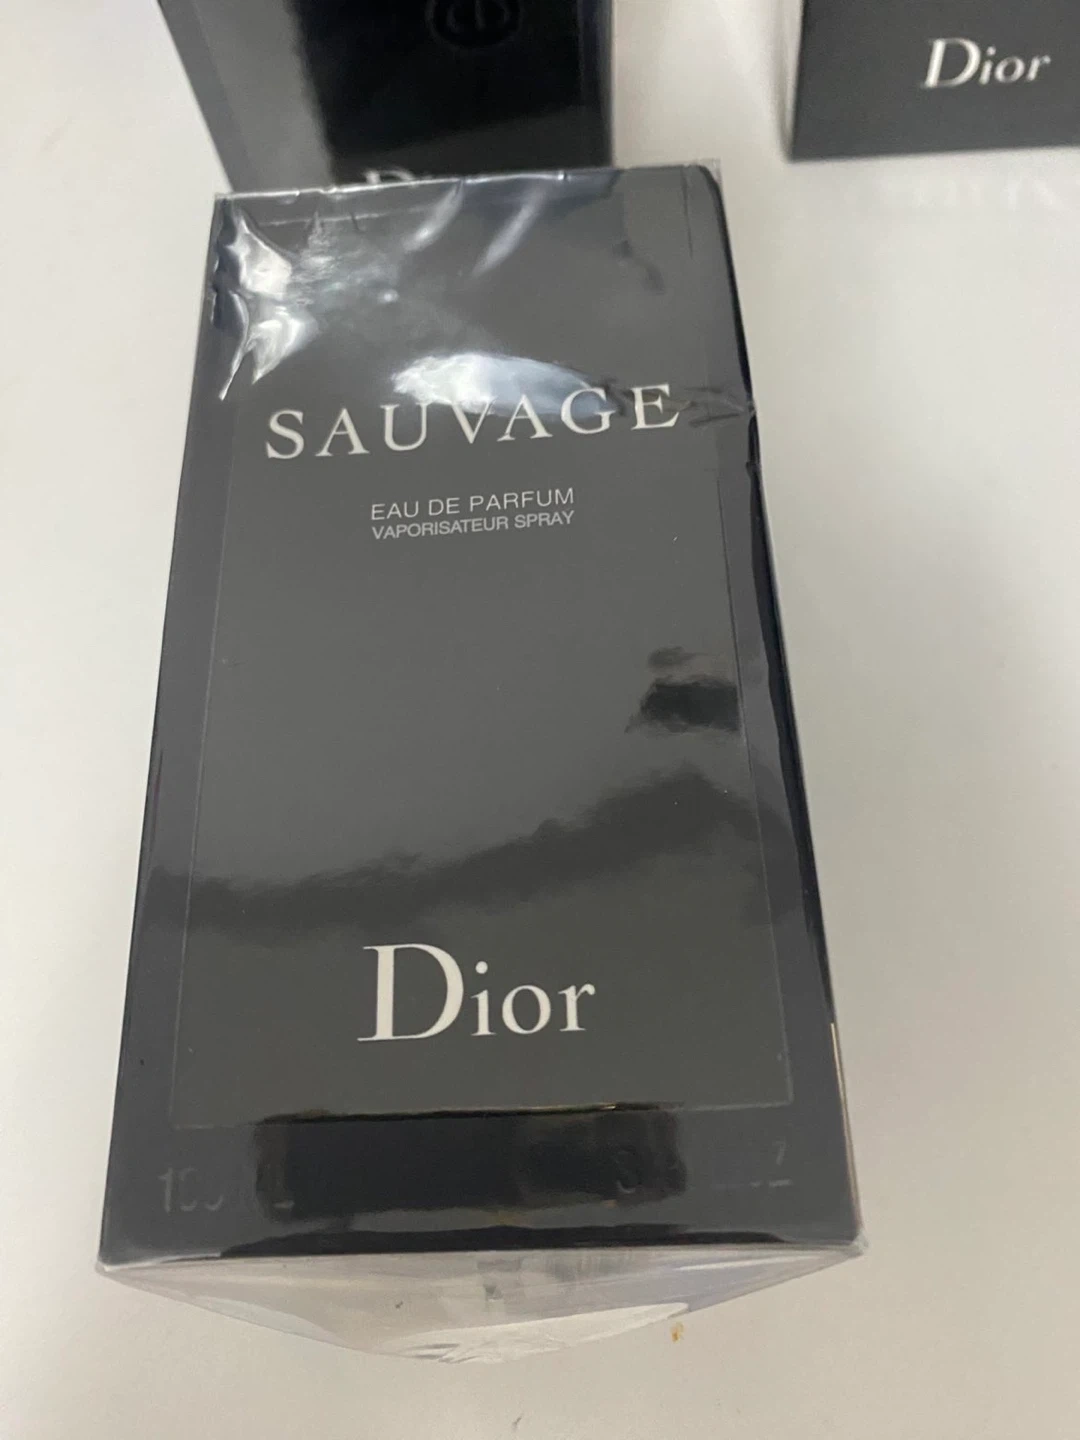 Dior
SAUVAGE
EAU DE PARFUM
VAPORISATEUR SPRAY
Dior